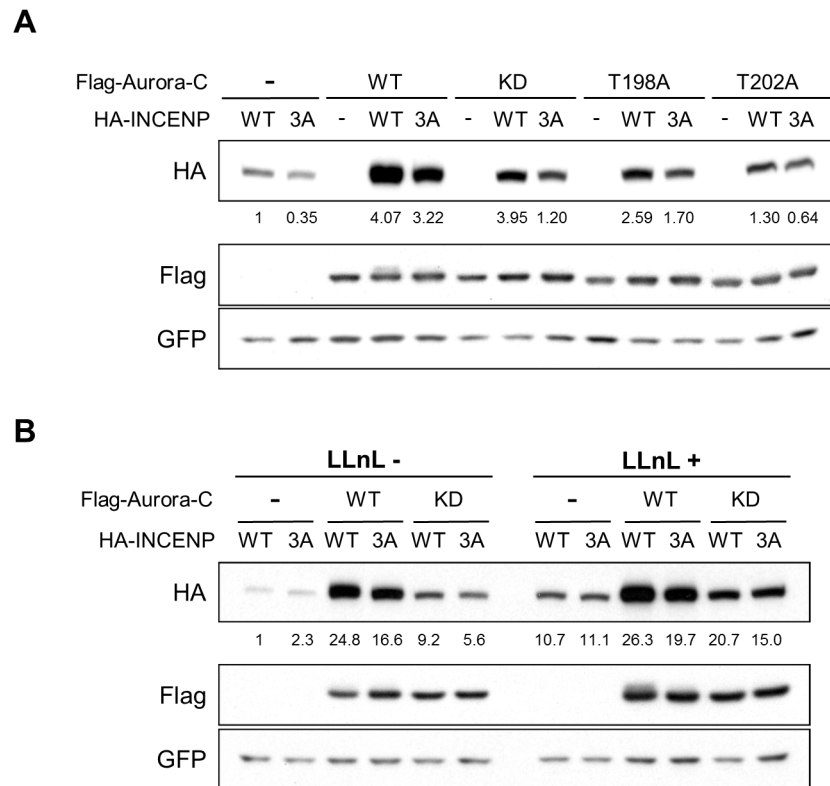 A
Flag-Aurora-C - WT KD T198A T202A
HA-INCENP WT 3A - WT 3A - WT 3A - WT 3A - WT 3A
HA
1 0.35 4.07 3.22 3.95 1.20 2.59 1.70 1.30 0.64
Flag
GFP
B
LLnL - LLnL +
Flag-Aurora-C - WT KD - WT KD
HA-INCENP WT 3A WT 3A WT 3A WT 3A WT 3A WT 3A
HA
1 2.3 24.8 16.6 9.2 5.6 10.7 11.1 26.3 19.7 20.7 15.0
Flag
GFP